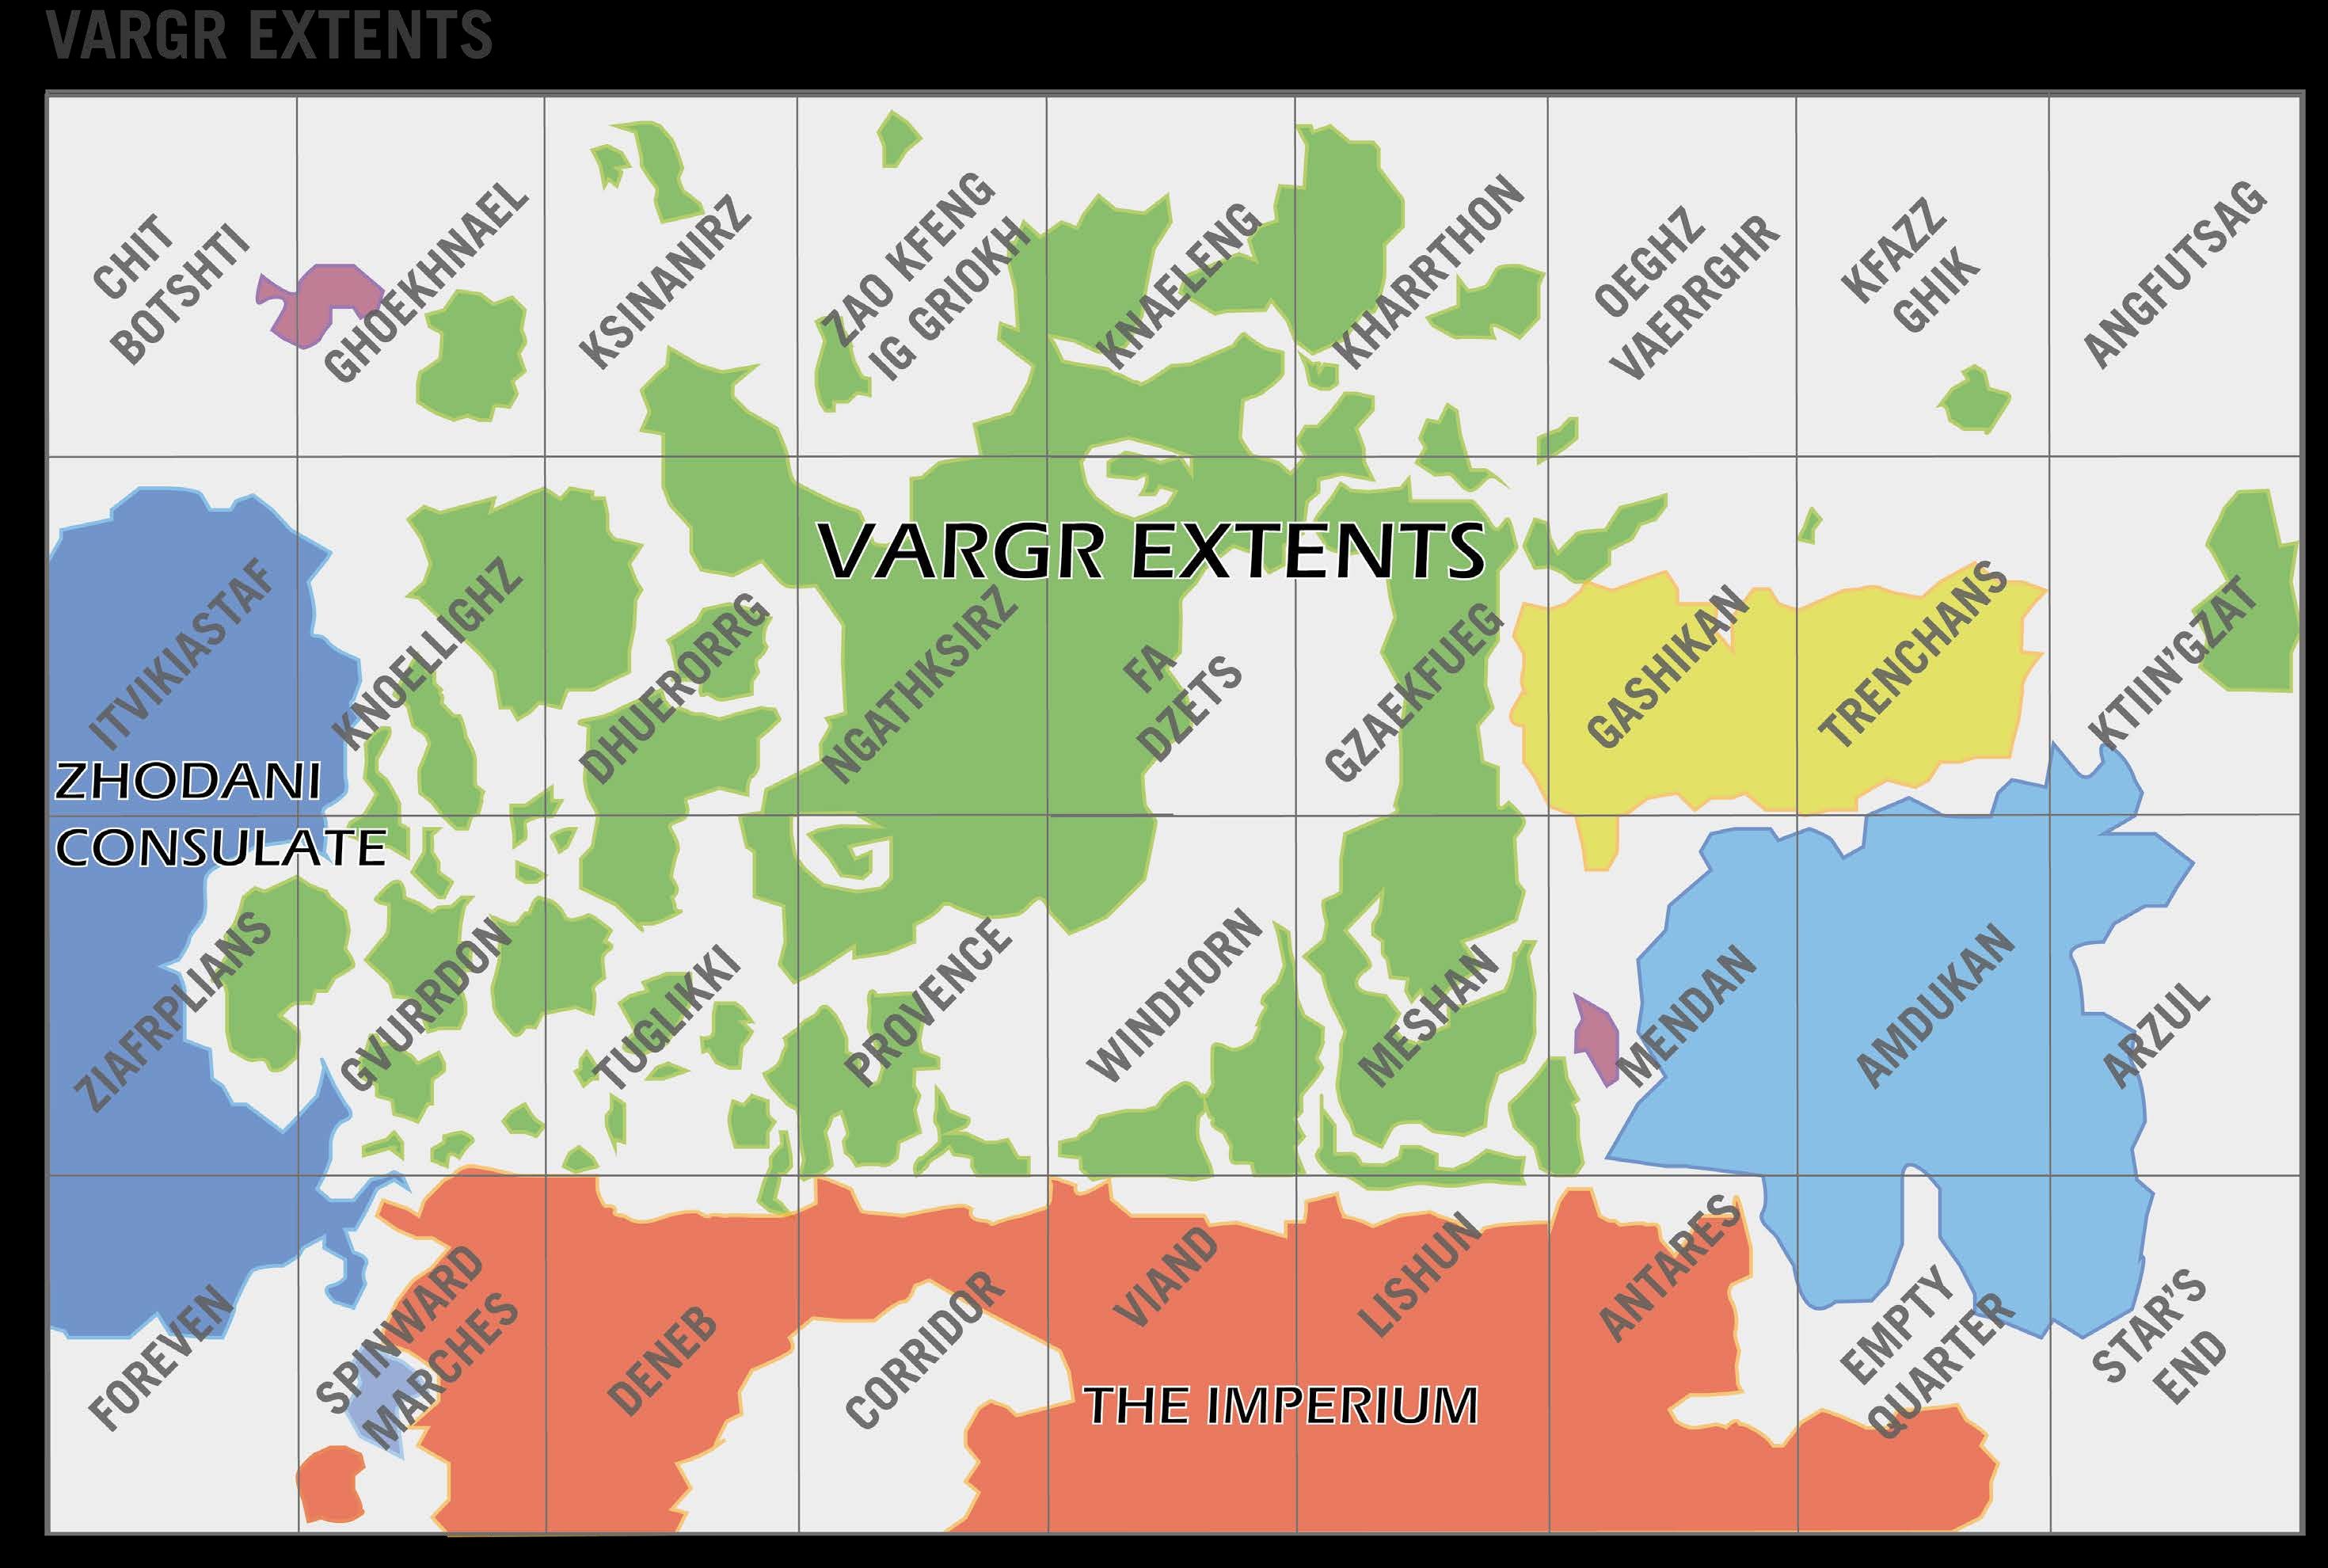 VARGR EXTENTS
CHIT
BOTSHTI
GHOEKHNAEL
KSINANIRZ
ZAO KFENG
IG GRIOKH
KNAELENG
KHARRTHON
OEGHZ
VAERRGHR
KFAZZ
GHIK
ANGFUTSAG
VARGR EXTENTS
ITVIKIASTAF
KNOELLIGHZ
DHUERORRG
NGATHKSIRZ
FA
DZETS
GZAEKFUEG
GASHIKAN
TRENCHANS
KTIIN'GZAT
ZHODANI
CONSULATE
ZIAFRPLIANS
GVURRDON
TUGLIKKI
PROVENCE
WINDHORN
MESHAN
MENDAN
AMDUKAN
ARZUL
FOREVEN
SPINWARD
MARCHES
DENEB
CORRIDOR
VIAND
LISHUN
ANTARES
EMPTY
QUARTER
STAR'S
END
THE IMPERIUM